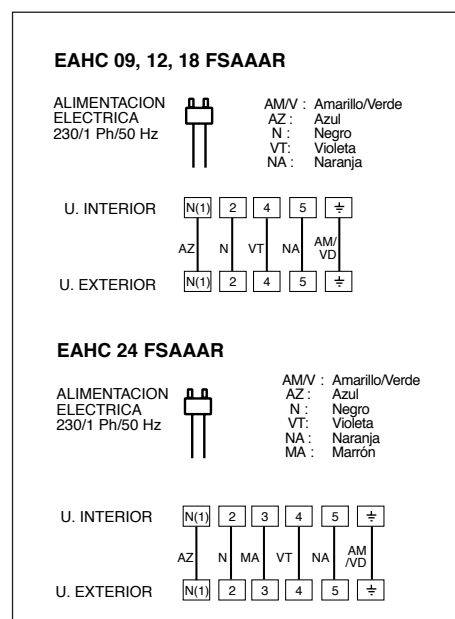 EAHC 09, 12, 18 FSAAAR
ALIMENTACION
ELECTRICA
230/1 Ph/50 Hz
AM/V : Amarillo/Verde
AZ : Azul
N : Negro
VT: Violeta
NA : Naranja
U. INTERIOR N(1) 2 4 5 ⏚
AZ N VT NA AM/
VD
U. EXTERIOR N(1) 2 4 5 ⏚
EAHC 24 FSAAAR
ALIMENTACION
ELECTRICA
230/1 Ph/50 Hz
AM/V : Amarillo/Verde
AZ : Azul
N : Negro
VT: Violeta
NA : Naranja
MA : Marrón
U. INTERIOR N(1) 2 3 4 5 ⏚
AZ N MA VT NA AM
/VD
U. EXTERIOR N(1) 2 3 4 5 ⏚